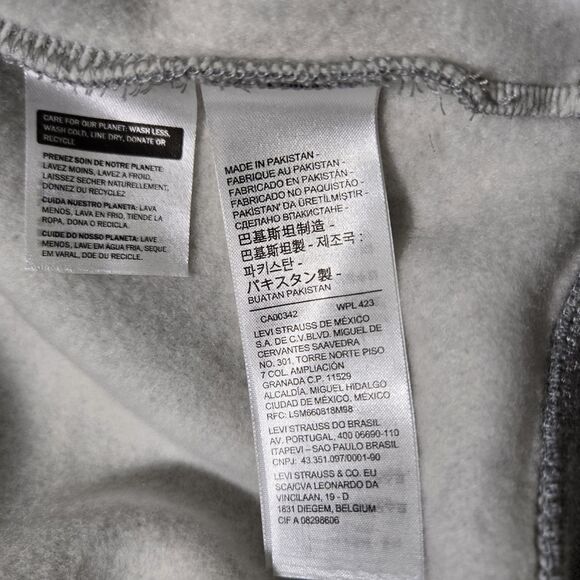 CARE FOR OUR PLANET: WASH LESS,
WASH COLD, LINE DRY, DONATE OR
RECYCLE
PRENEZ SOIN DE NOTRE PLANETE:
LAVEZ MOINS, LAVEZ A FROID,
LAISSEZ SECHER NATURELLEMENT,
DONNEZ OU RECYCLEZ
CUIDA NUESTRO PLANETA: LAVA
MENOS, LAVA EN FRIO, TIENDE LA
ROPA, DONA O RECICLA.
CUIDE DO NOSSO PLANETA: LAVE
MENOS, LAVE EM AGUA FRIA, SEQUE
EM VARAL, DOE OU RECICLE.
MADE IN PAKISTAN -
FABRIQUE AU PAKISTAN -
FABRICADO EN PAKISTÁN -
FABRICADO NO PAQUISTÃO -
PAKISTAN' DA ÜRETİLMİŞTİR -
СДЕЛАНО ВПАКИСТАНЕ -
巴基斯坦制造 -
巴基斯坦製 - 제조국 :
파키스탄 -
パキスタン製 -
BUATAN PAKISTAN
CA00342 WPL 423
LEVI STRAUSS DE MÉXICO
S.A. DE C.V.BLVD. MIGUEL DE
CERVANTES SAAVEDRA
NO. 301, TORRE NORTE PISO
7 COL. AMPLIACIÓN
GRANADA C.P. 11529
ALCALDÍA, MIGUEL HIDALGO
CIUDAD DE MÉXICO, MÉXICO
RFC: LSM660818M98
LEVI STRAUSS DO BRASIL
AV. PORTUGAL, 400 06690-110
ITAPEVI – SAO PAULO BRASIL
CNPJ: 43.351.097/0001-90
LEVI STRAUSS & CO. EU
SCA/CVA LEONARDO DA
VINCILAAN, 19 - D
1831 DIEGEM, BELGIUM
CIF A 08298606